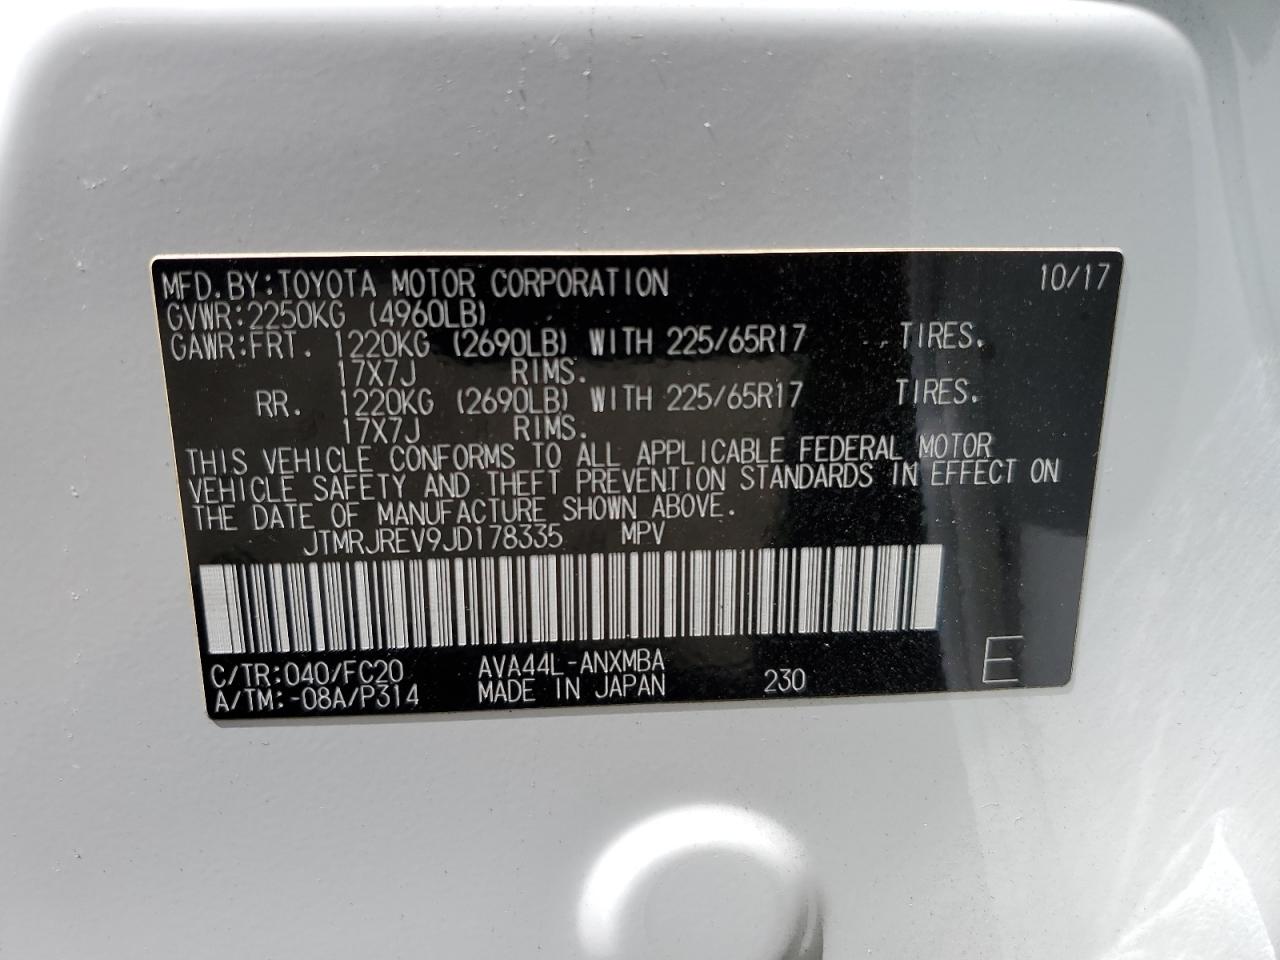 MFD. BY: TOYOTA MOTOR CORPORATION 10/17
GVWR: 2250KG (4960LB)
GAWR: FRT. 1220KG (2690LB) WITH 225/65R17 TIRES.
17X7J RIMS.
RR. 1220KG (2690LB) WITH 225/65R17 TIRES.
17X7J RIMS.
THIS VEHICLE CONFORMS TO ALL APPLICABLE FEDERAL MOTOR
VEHICLE SAFETY AND THEFT PREVENTION STANDARDS IN EFFECT ON
THE DATE OF MANUFACTURE SHOWN ABOVE.
JTMRJREV9JD178335 MPV
C/TR: 040/FC20 AVA44L-ANXMBA
A/TM: -08A/P314 MADE IN JAPAN 230 E